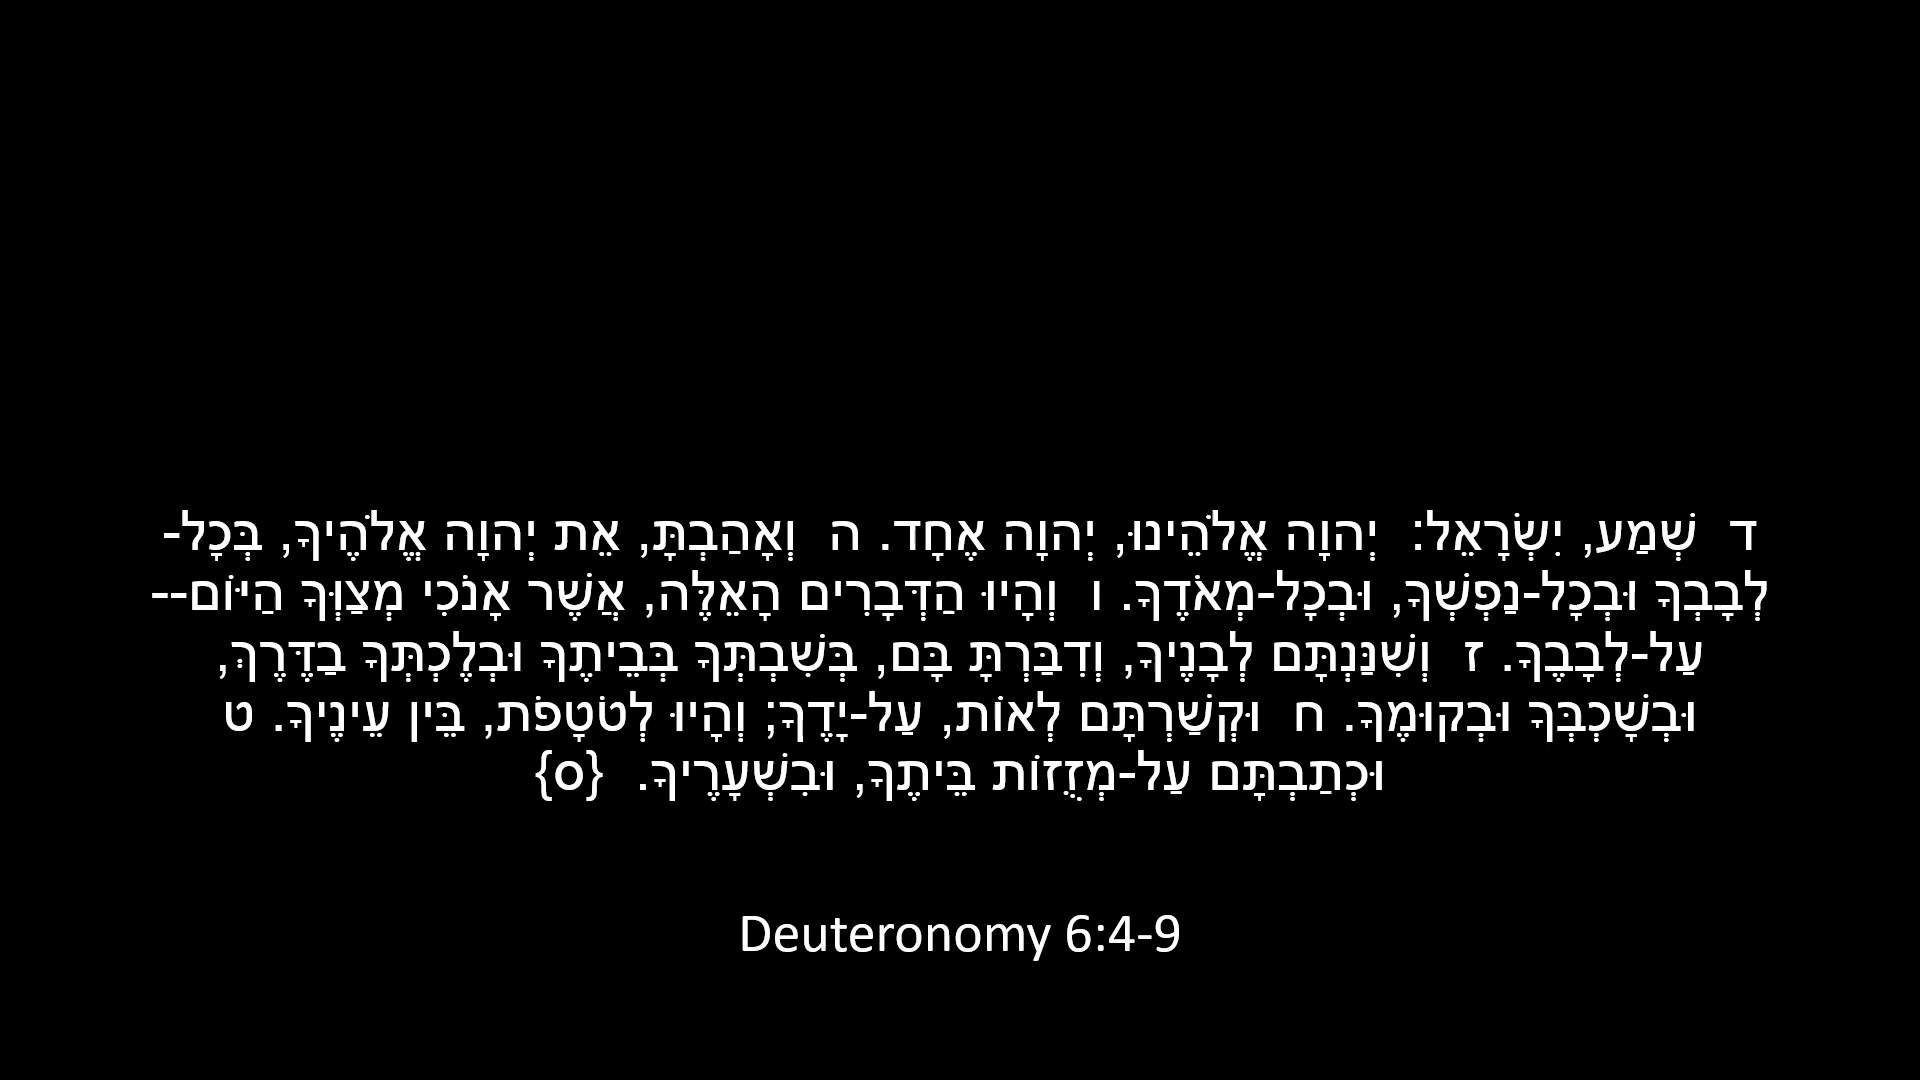 ד  שְׁמַע, יִשְׂרָאֵל:  יְהוָה אֱלֹהֵינוּ, יְהוָה אֶחָד. ה  וְאָהַבְתָּ, אֵת יְהוָה אֱלֹהֶיךָ, בְּכָל-
לְבָבְךָ וּבְכָל-נַפְשְׁךָ, וּבְכָל-מְאֹדֶךָ. ו  וְהָיוּ הַדְּבָרִים הָאֵלֶּה, אֲשֶׁר אָנֹכִי מְצַוְּךָ הַיּוֹם--
עַל-לְבָבֶךָ. ז  וְשִׁנַּנְתָּם לְבָנֶיךָ, וְדִבַּרְתָּ בָּם, בְּשִׁבְתְּךָ בְּבֵיתֶךָ וּבְלֶכְתְּךָ בַדֶּרֶךְ,
וּבְשָׁכְבְּךָ וּבְקוּמֶךָ. ח  וּקְשַׁרְתָּם לְאוֹת, עַל-יָדֶךָ; וְהָיוּ לְטֹטָפֹת, בֵּין עֵינֶיךָ. ט
וּכְתַבְתָּם עַל-מְזֻזוֹת בֵּיתֶךָ, וּבִשְׁעָרֶיךָ.  {ס}
Deuteronomy 6:4-9